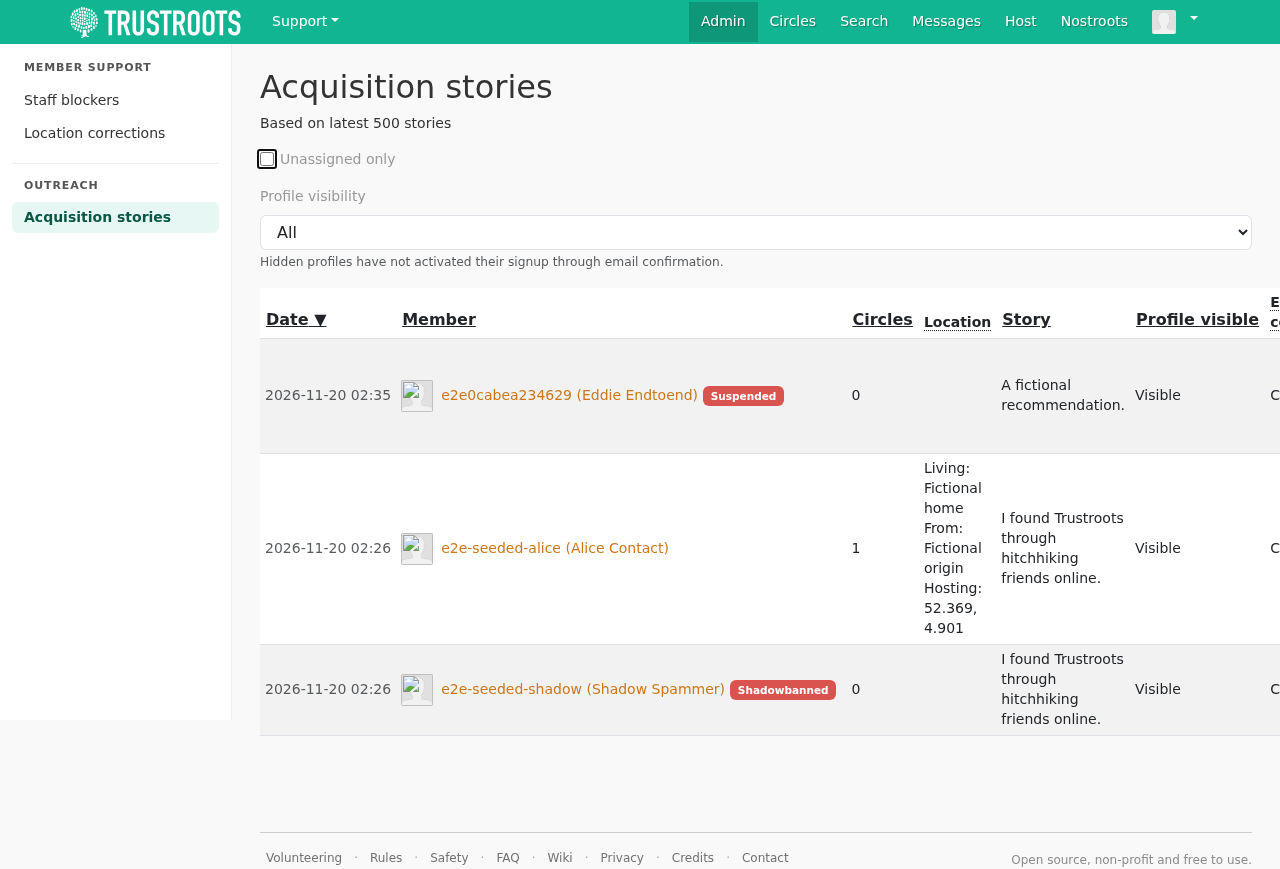 TRUSTROOTS
Support
Admin
Circles
Search
Messages
Host
Nostroots
MEMBER SUPPORT
Staff blockers
Location corrections
OUTREACH
Acquisition stories
Acquisition stories
Based on latest 500 stories
Unassigned only
Profile visibility
All
Hidden profiles have not activated their signup through email confirmation.
Date ▼ Member Circles Location Story Profile visible
2026-11-20 02:35 e2e0cabea234629 (Eddie Endtoend) Suspended 0
A fictional
recommendation.
Visible
2026-11-20 02:26 e2e-seeded-alice (Alice Contact) 1
Living:
Fictional
home
From:
Fictional
origin
Hosting:
52.369,
4.901
I found Trustroots
through
hitchhiking
friends online.
Visible
2026-11-20 02:26 e2e-seeded-shadow (Shadow Spammer) Shadowbanned 0
I found Trustroots
through
hitchhiking
friends online.
Visible
Volunteering · Rules · Safety · FAQ · Wiki · Privacy · Credits · Contact
Open source, non-profit and free to use.